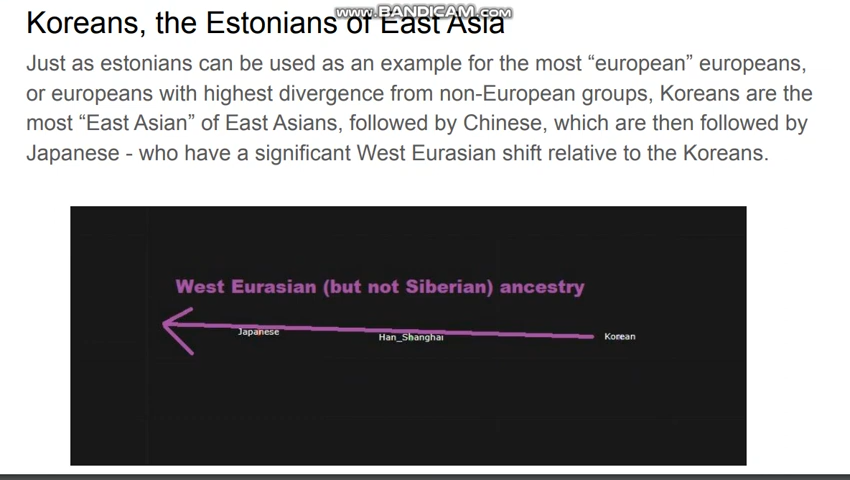 www.BANDICAM.com
Koreans, the Estonians of East Asia
Just as estonians can be used as an example for the most “european” europeans,
or europeans with highest divergence from non-European groups, Koreans are the
most “East Asian” of East Asians, followed by Chinese, which are then followed by
Japanese - who have a significant West Eurasian shift relative to the Koreans.
West Eurasian (but not Siberian) ancestry
Japanese
Han_Shanghai
Korean